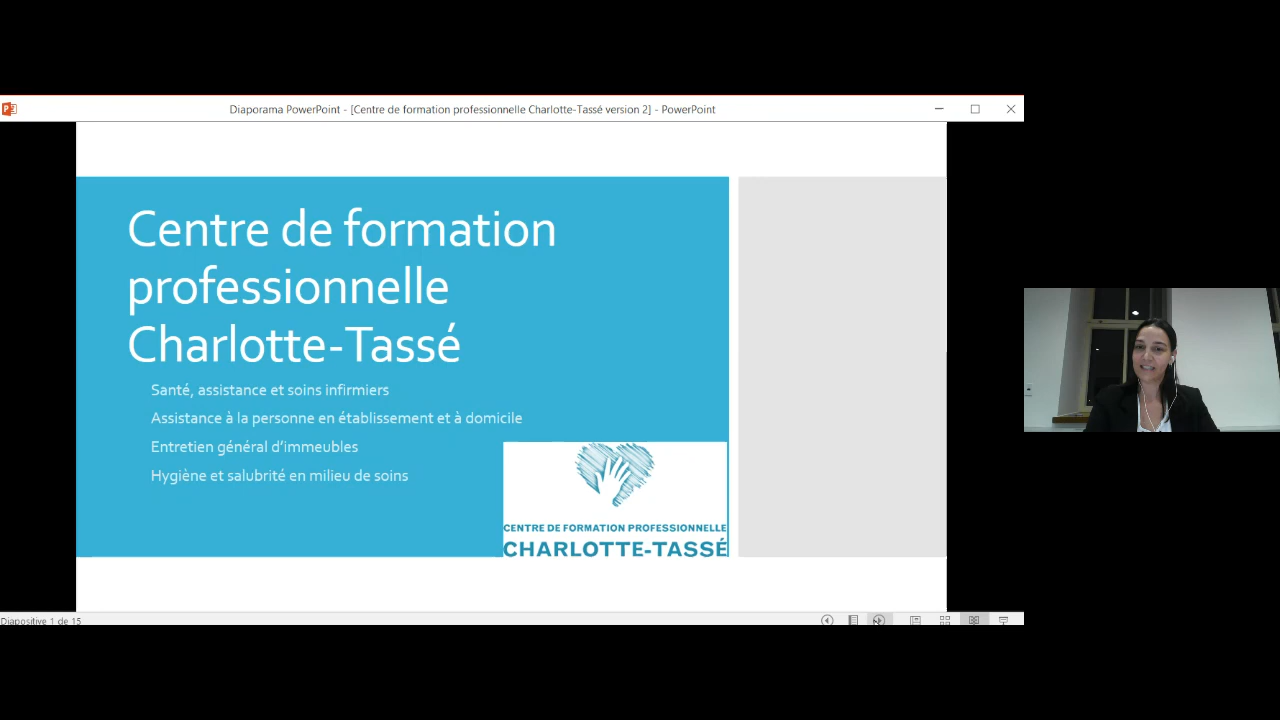 Diaporama PowerPoint - [Centre de formation professionnelle Charlotte-Tassé version 2] - PowerPoint
Centre de formation
professionnelle
Charlotte-Tassé
Santé, assistance et soins infirmiers
Assistance à la personne en établissement et à domicile
Entretien général d'immeubles
Hygiène et salubrité en milieu de soins
CENTRE DE FORMATION PROFESSIONNELLE
CHARLOTTE-TASSÉ
Diapositive 1 de 15